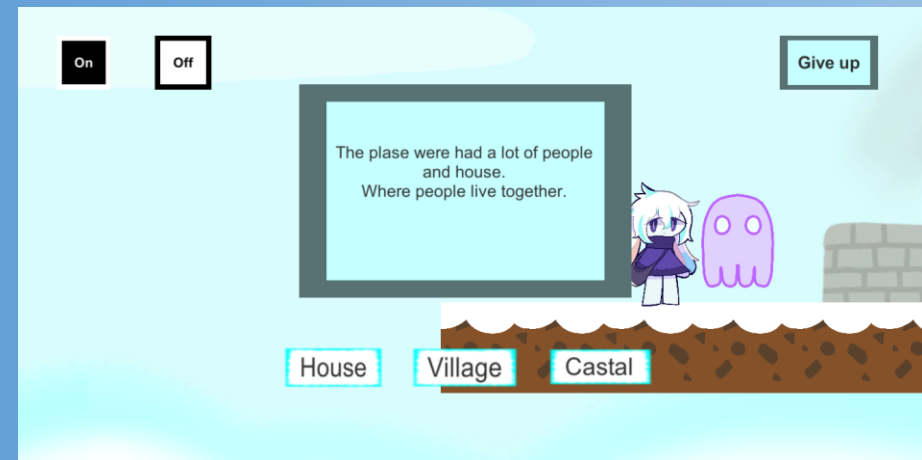 On
Off
Give up
The plase were had a lot of people
and house.
Where people live together.
House
Village
Castal